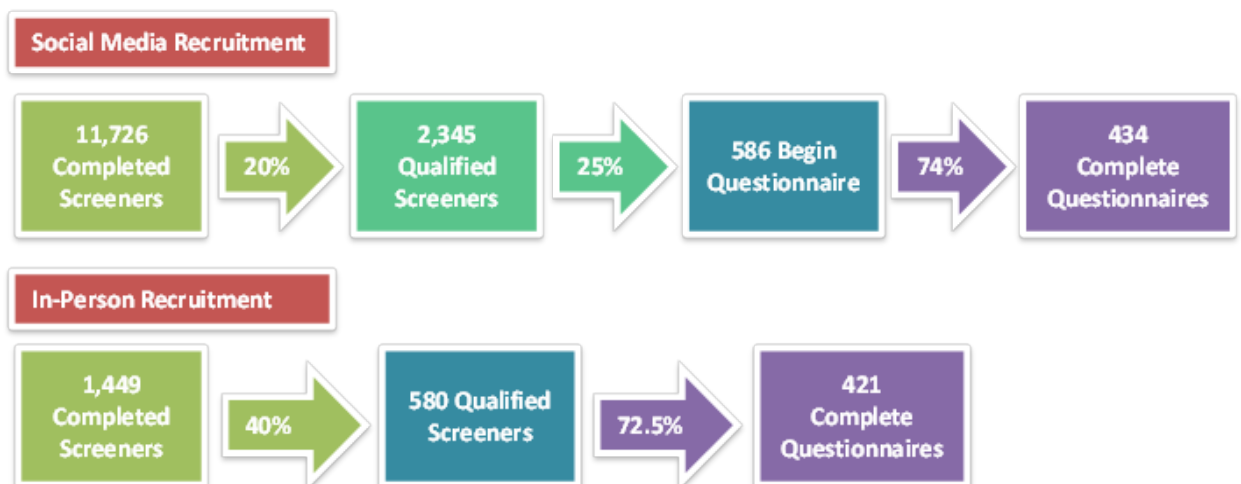 Social Media Recruitment
11,726
Completed
Screeners
20%
2,345
Qualified
Screeners
25%
586 Begin
Questionnaire
74%
434
Complete
Questionnaires
In-Person Recruitment
1,449
Completed
Screeners
40%
580 Qualified
Screeners
72.5%
421
Complete
Questionnaires